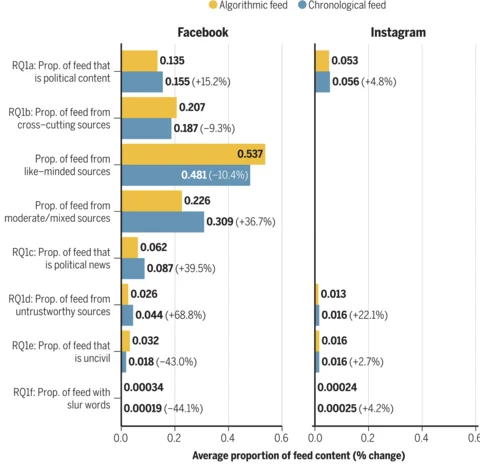 Algorithmic feed Chronological feed
Facebook Instagram
RQ1a: Prop. of feed that
is political content
0.135
0.155 (+15.2%)
0.053
0.056 (+4.8%)
RQ1b: Prop. of feed from
cross–cutting sources
0.207
0.187 (−9.3%)
Prop. of feed from
like–minded sources
0.537
0.481 (−10.4%)
Prop. of feed from
moderate/mixed sources
0.226
0.309 (+36.7%)
RQ1c: Prop. of feed that
is political news
0.062
0.087 (+39.5%)
RQ1d: Prop. of feed from
untrustworthy sources
0.026
0.044 (+68.8%)
0.013
0.016 (+22.1%)
RQ1e: Prop. of feed that
is uncivil
0.032
0.018 (−43.0%)
0.016
0.016 (+2.7%)
RQ1f: Prop. of feed with
slur words
0.00034
0.00019 (−44.1%)
0.00024
0.00025 (+4.2%)
0.0 0.2 0.4 0.6 0.0 0.2 0.4 0.6
Average proportion of feed content (% change)